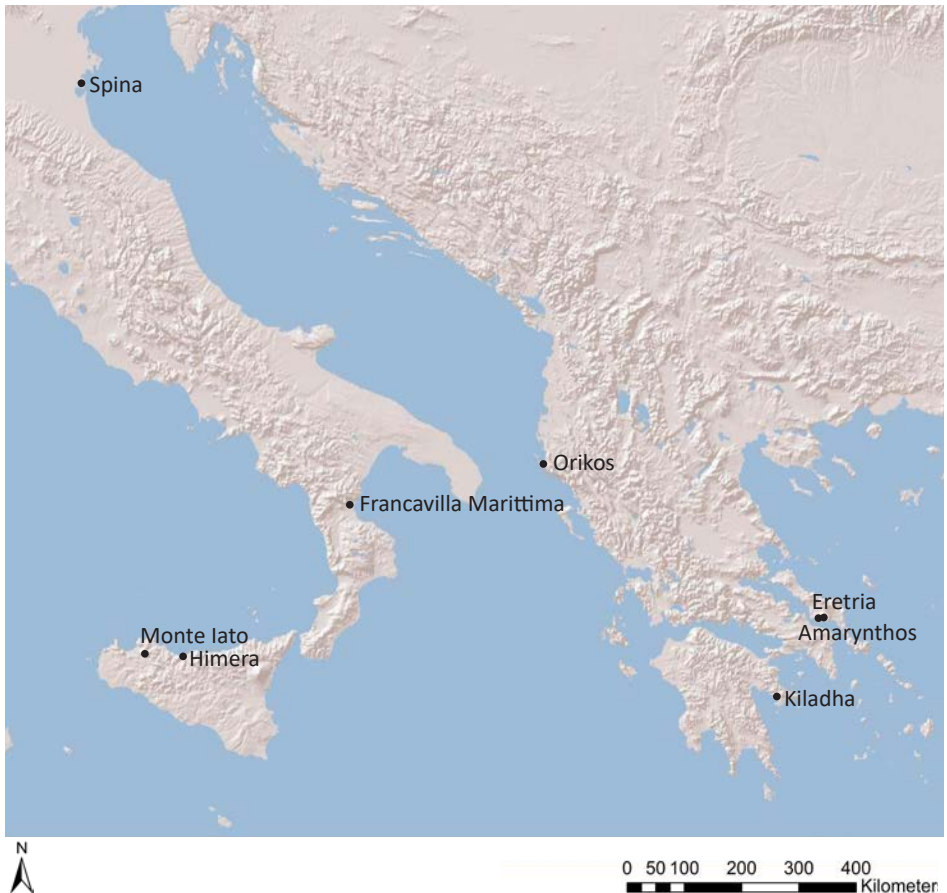 Spina
Orikos
Francavilla Marittima
Eretria
Amarynthos
Monte Iato
Himera
Kiladha
N
0 50 100 200 300 400
Kilometer